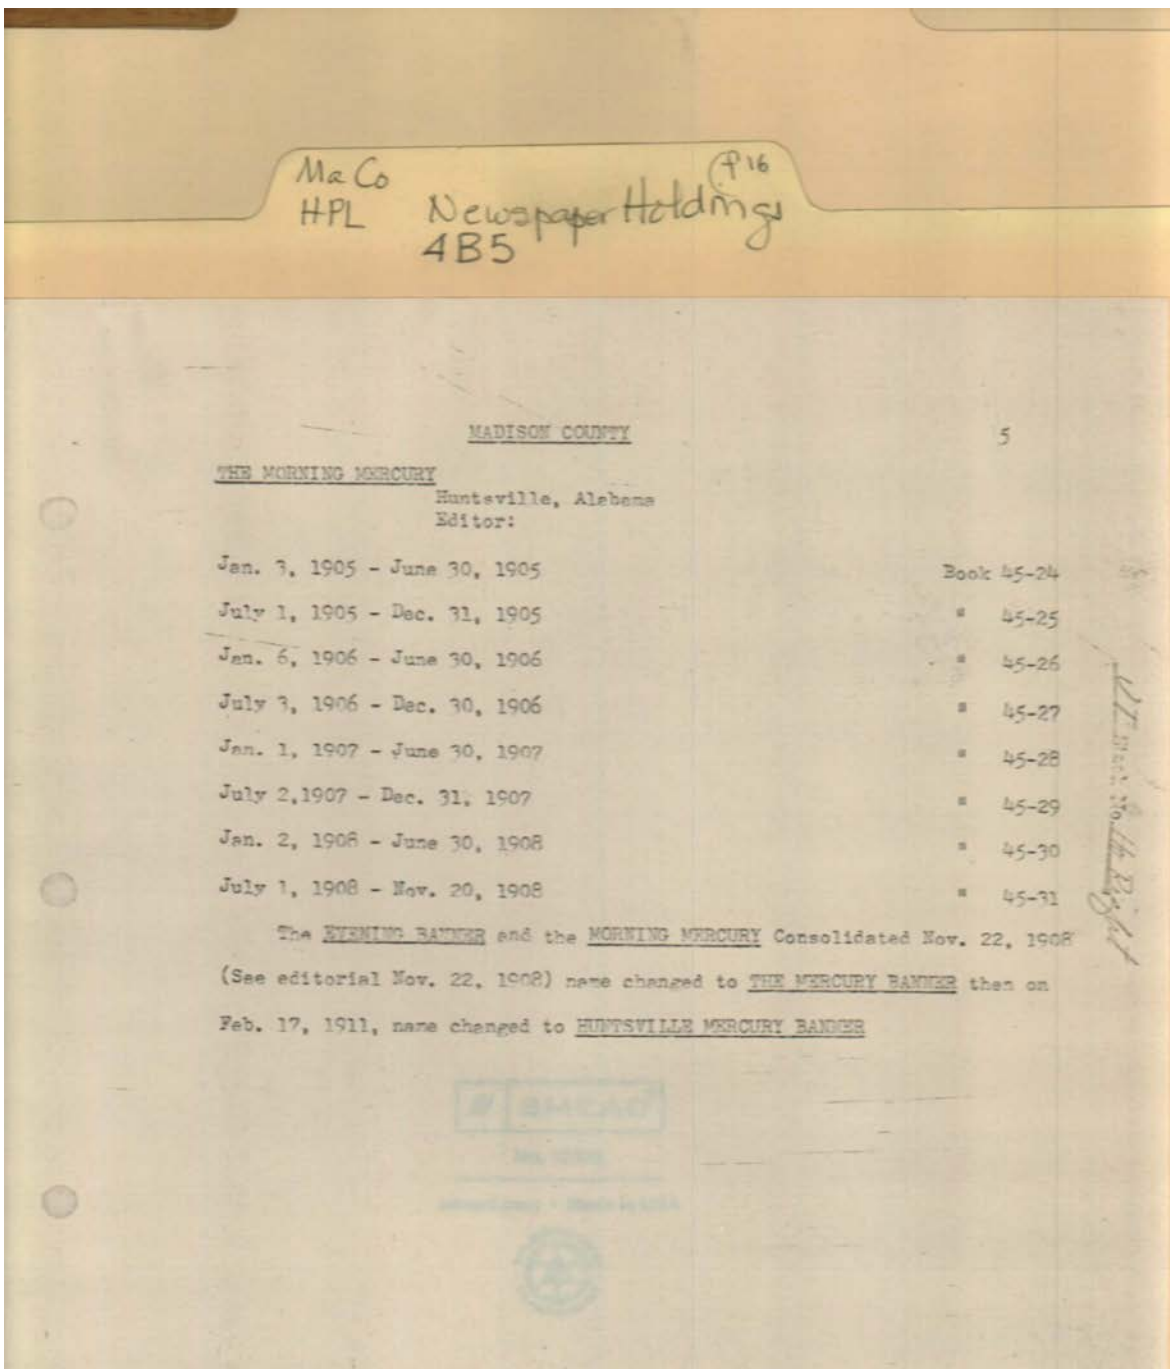 Ma Co P16
HPL Newspaper Holdings
4B5
MADISON COUNTY 5
THE MORNING MERCURY
Huntsville, Alabama
Editor:
Jan. 3, 1905 - June 30, 1905 Book 45-24
July 1, 1905 - Dec. 31, 1905 " 45-25
Jan. 6, 1906 - June 30, 1906 " 45-26
July 3, 1906 - Dec. 30, 1906 " 45-27
Jan. 1, 1907 - June 30, 1907 " 45-28
July 2,1907 - Dec. 31, 1907 " 45-29
Jan. 2, 1908 - June 30, 1908 " 45-30
July 1, 1908 - Nov. 20, 1908 " 45-31
The EVENING BANNER and the MORNING MERCURY Consolidated Nov. 22, 1908
(See editorial Nov. 22, 1908) name changed to THE MERCURY BANNER then on
Feb. 17, 1911, name changed to HUNTSVILLE MERCURY BANNER